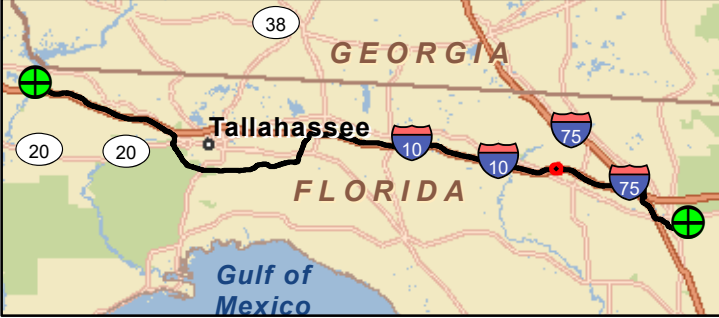 38
GEORGIA
Tallahassee
75
20
20
10
10
75
FLORIDA
Gulf of
Mexico